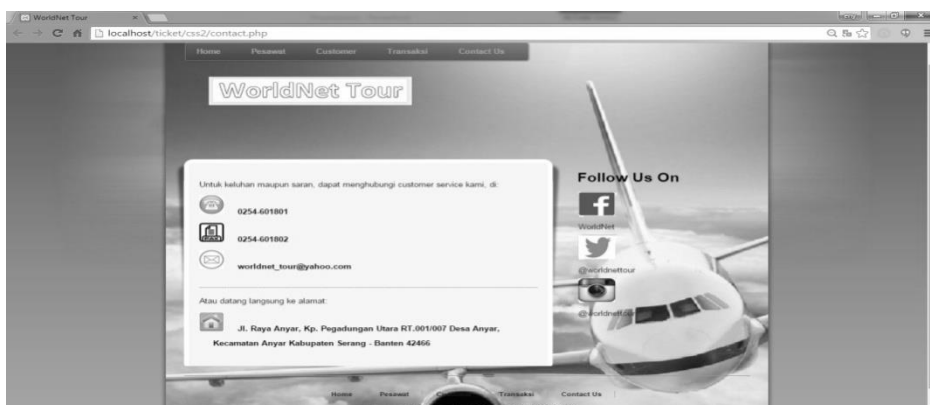 WorldNet Tour
localhost/ticket/css2/contact.php
Home Pesawat Customer Transaksi Contact Us
WorldNet Tour
Untuk keluhan maupun saran, dapat menghubungi customer service kami, di:
0254-601801
0254-601802
worldnet_tour@yahoo.com
Atau datang langsung ke alamat:
Jl. Raya Anyar, Kp. Pegadungan Utara RT.001/007 Desa Anyar,
Kecamatan Anyar Kabupaten Serang - Banten 42466
Follow Us On
WorldNet
@worldnettour
@worldnettour
Home Pesawat Transaksi Contact Us